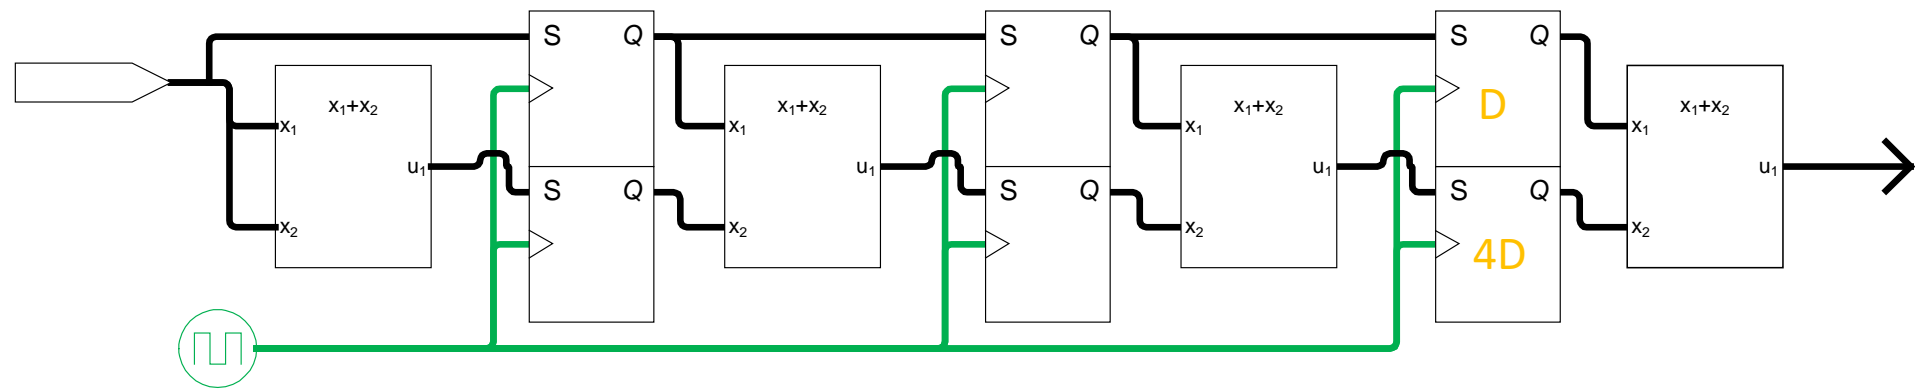 S Q
S Q
S Q
x₁+x₂
x₁+x₂
x₁+x₂
x₁+x₂
D
x₁
x₁
x₁
x₁
u₁
u₁
u₁
u₁
S Q
S Q
S Q
x₂
x₂
x₂
x₂
4D